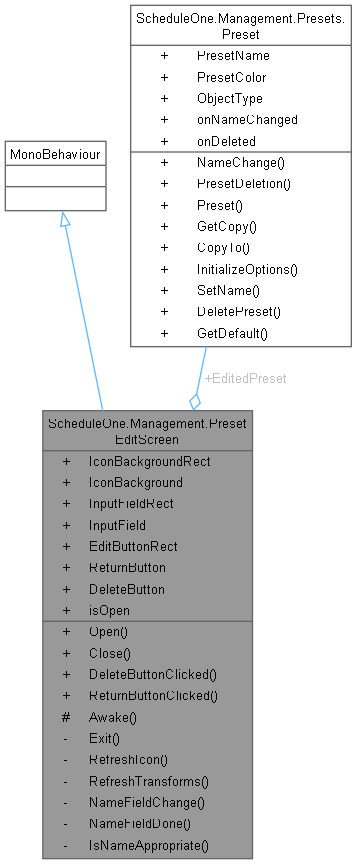 ScheduleOne.Management.Presets.
Preset
+ PresetName
+ PresetColor
+ ObjectType
+ onNameChanged
+ onDeleted
+ NameChange()
+ PresetDeletion()
+ Preset()
+ GetCopy()
+ CopyTo()
+ InitializeOptions()
+ SetName()
+ DeletePreset()
+ GetDefault()
MonoBehaviour
+EditedPreset
ScheduleOne.Management.Preset
EditScreen
+ IconBackgroundRect
+ IconBackground
+ InputFieldRect
+ InputField
+ EditButtonRect
+ ReturnButton
+ DeleteButton
+ isOpen
+ Open()
+ Close()
+ DeleteButtonClicked()
+ ReturnButtonClicked()
# Awake()
- Exit()
- RefreshIcon()
- RefreshTransforms()
- NameFieldChange()
- NameFieldDone()
- IsNameAppropriate()